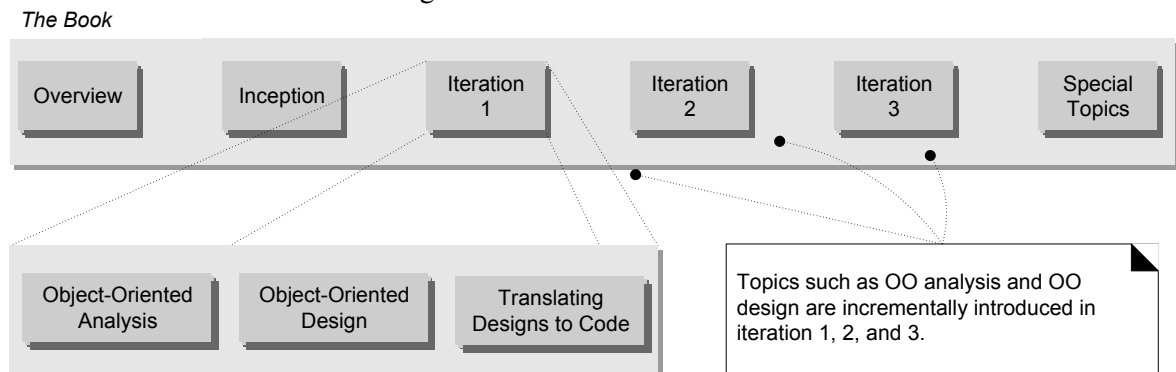 The Book
Overview
Inception
Iteration
1
Iteration
2
Iteration
3
Special
Topics
Object-Oriented
Analysis
Object-Oriented
Design
Translating
Designs to Code
Topics such as OO analysis and OO
design are incrementally introduced in
iteration 1, 2, and 3.